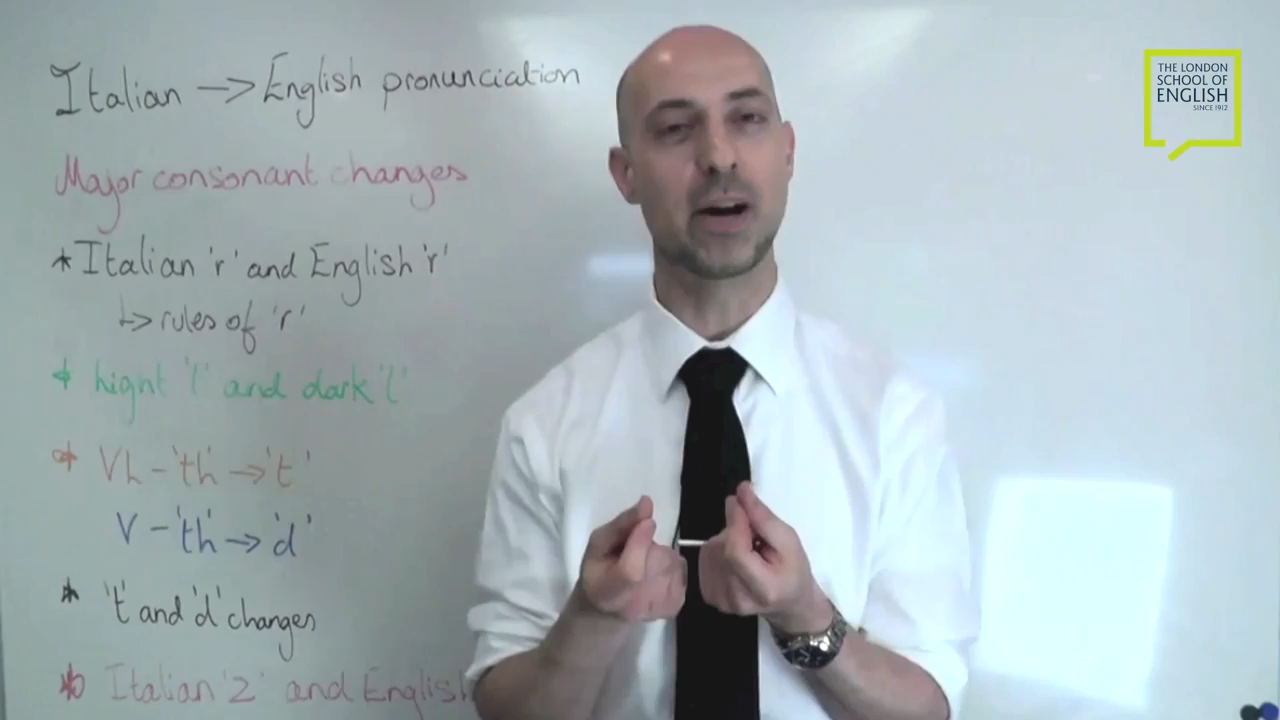 Italian -> English pronunciation
Major consonant changes
* Italian 'r' and English 'r'
↳ rules of 'r'
* light 'l' and dark 'l'
* Vh - 'th' -> 't'
V - 'th' -> 'd'
* 't' and 'd' changes
* Italian 'z' and English
THE LONDON
SCHOOL OF
ENGLISH
SINCE 1912